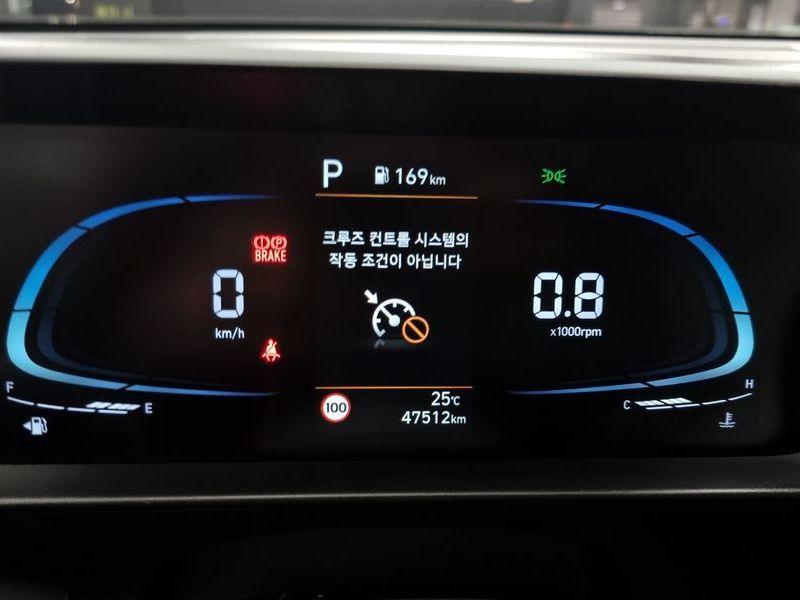 P 169km
크루즈 컨트롤 시스템의
작동 조건이 아닙니다
BRAKE
0
km/h
0.8
x1000rpm
F E
100
25℃
47512km
C H